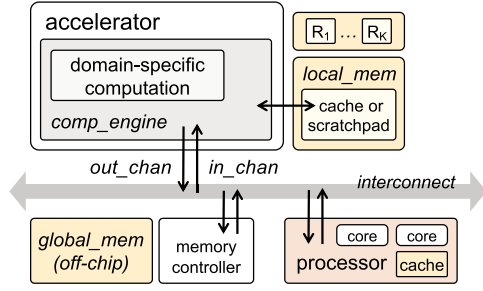 accelerator
domain-specific
computation
comp_engine
R1 ... RK
local_mem
cache or
scratchpad
out_chan in_chan
interconnect
global_mem
(off-chip)
memory
controller
core core
processor cache